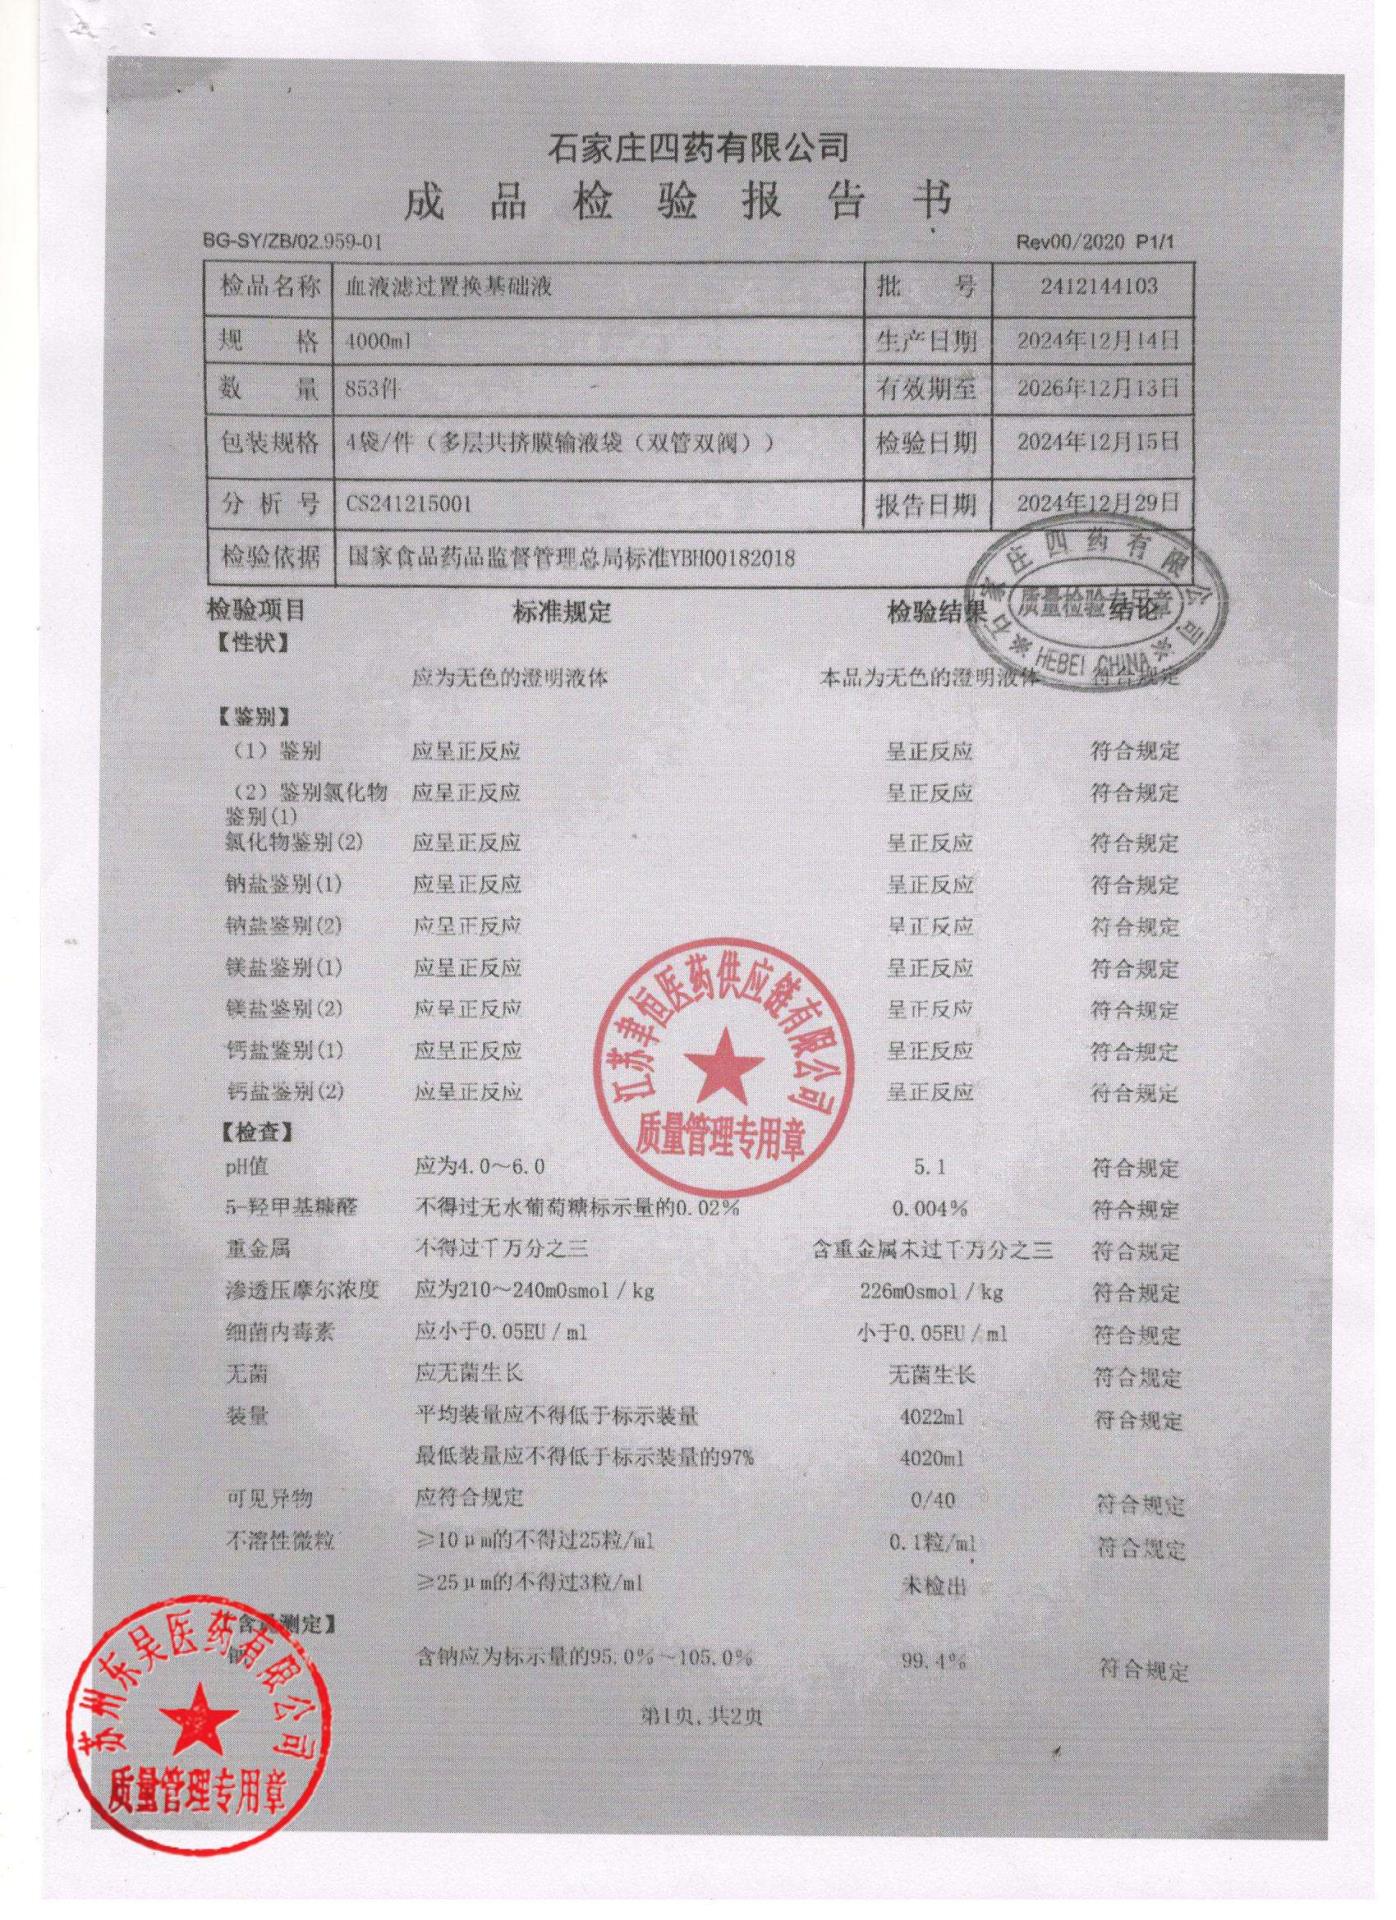 石家庄四药有限公司
成品检验报告书
BG-SY/ZB/02.959-01 Rev00/2020 P1/1
检品名称 血液滤过置换基础液 批号 2412144103
规格 4000ml 生产日期 2024年12月14日
数量 853件 有效期至 2026年12月13日
包装规格 4袋/件（多层共挤膜输液袋（双管双阀）） 检验日期 2024年12月15日
分析号 CS241215001 报告日期 2024年12月29日
检验依据 国家食品药品监督管理总局标准YBH00182018
石家庄四药有限公司
质量检验专用章
※HEBEI CHINA※
检验项目 标准规定 检验结果 结论
【性状】
应为无色的澄明液体 本品为无色的澄明液体 符合规定
【鉴别】
（1）鉴别 应呈正反应 呈正反应 符合规定
（2）鉴别氯化物 应呈正反应 呈正反应 符合规定
鉴别(1)
氯化物鉴别(2) 应呈正反应 呈正反应 符合规定
钠盐鉴别(1) 应呈正反应 呈正反应 符合规定
钠盐鉴别(2) 应呈正反应 呈正反应 符合规定
镁盐鉴别(1) 应呈正反应 呈正反应 符合规定
镁盐鉴别(2) 应呈正反应 呈正反应 符合规定
钙盐鉴别(1) 应呈正反应 呈正反应 符合规定
钙盐鉴别(2) 应呈正反应 呈正反应 符合规定
江苏聿恒医药供应链有限公司
质量管理专用章
【检查】
pH值 应为4.0～6.0 5.1 符合规定
5-羟甲基糠醛 不得过无水葡萄糖标示量的0.02% 0.004% 符合规定
重金属 不得过千万分之三 含重金属未过千万分之三 符合规定
渗透压摩尔浓度 应为210～240mOsmol/kg 226mOsmol/kg 符合规定
细菌内毒素 应小于0.05EU/ml 小于0.05EU/ml 符合规定
无菌 应无菌生长 无菌生长 符合规定
装量 平均装量应不得低于标示装量 4022ml 符合规定
最低装量应不得低于标示装量的97% 4020ml
可见异物 应符合规定 0/40 符合规定
不溶性微粒 ≥10μm的不得过25粒/ml 0.1粒/ml 符合规定
≥25μm的不得过3粒/ml 未检出
【含量测定】
钠 含钠应为标示量的95.0%～105.0% 99.4% 符合规定
第1页,共2页
苏州东吴医药有限公司
质量管理专用章